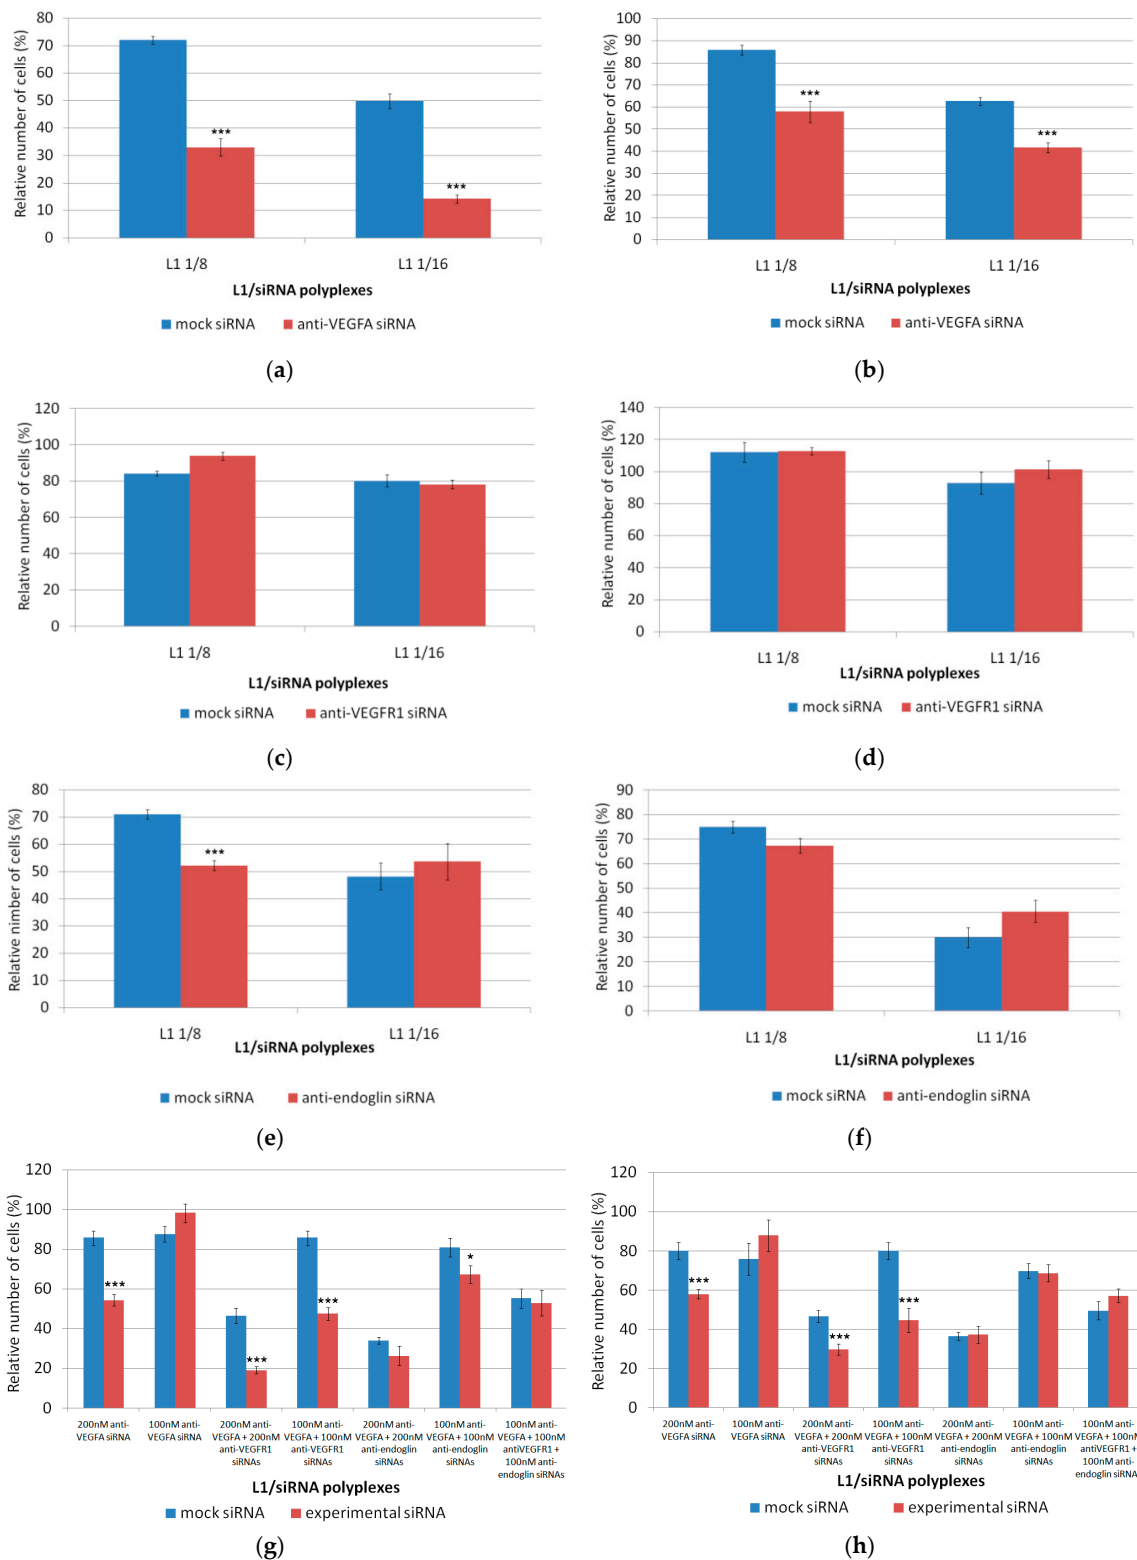 Relative number of cells (%)
80
70
60
50
40
30
20
10
0
***
***
L1 1/8 L1 1/16
L1/siRNA polyplexes
mock siRNA anti-VEGFA siRNA
(a)
Relative number of cells (%)
100
90
80
70
60
50
40
30
20
10
0
***
***
L1 1/8 L1 1/16
L1/siRNA polyplexes
mock siRNA anti-VEGFA siRNA
(b)
Relative number of cells (%)
120
100
80
60
40
20
0
L1 1/8 L1 1/16
L1/siRNA polyplexes
mock siRNA anti-VEGFR1 siRNA
(c)
Relative number of cells (%)
140
120
100
80
60
40
20
0
L1 1/8 L1 1/16
L1/siRNA polyplexes
mock siRNA anti-VEGFR1 siRNA
(d)
Relative nimber of cells (%)
80
70
60
50
40
30
20
10
0
***
L1 1/8 L1 1/16
L1/siRNA polyplexes
mock siRNA anti-endoglin siRNA
(e)
Relative number of cells (%)
90
80
70
60
50
40
30
20
10
0
L1 1/8 L1 1/16
L1/siRNA polyplexes
mock siRNA anti-endoglin siRNA
(f)
Relative number of cells (%)
120
100
80
60
40
20
0
***
***
***
*
200nM anti- 100nM anti- 200nM anti- 100nM anti- 200nM anti- 100nM anti- 100nM anti-
VEGFA siRNA VEGFA siRNA VEGFA + 200nM VEGFA + 100nM VEGFA + 200nM VEGFA + 100nM VEGFA + 100nM
anti-VEGFR1 anti-VEGFR1 anti-endoglin anti-endoglin antiVEGFR1 +
siRNAs siRNAs siRNAs siRNAs 100nM anti-
endoglin siRNAs
L1/siRNA polyplexes
mock siRNA experimental siRNA
(g)
Relative number of cells (%)
120
100
80
60
40
20
0
***
***
***
200nM anti- 100nM anti- 200nM anti- 100nM anti- 200nM anti- 100nM anti- 100nM anti-
VEGFA siRNA VEGFA siRNA VEGFA + 200nM VEGFA + 100nM VEGFA + 200nM VEGFA + 100nM VEGFA + 100nM
anti-VEGFR1 anti-VEGFR1 anti-endoglin anti-endoglin antiVEGFR1 +
siRNAs siRNAs siRNAs siRNAs 100nM anti-
endoglin siRNAs
L1/siRNA polyplexes
mock siRNA experimental siRNA
(h)